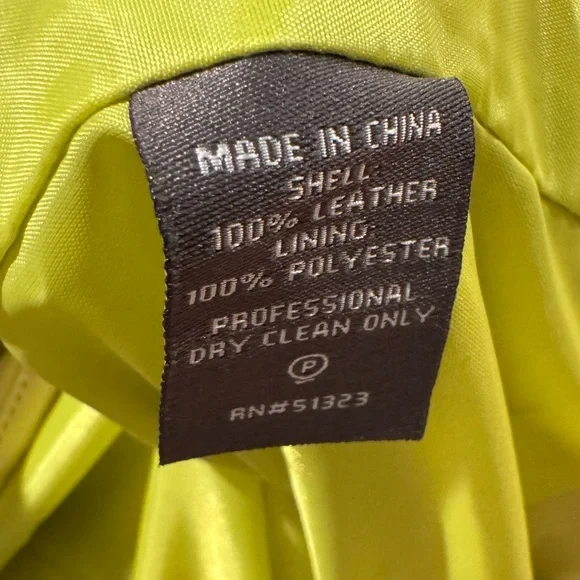 MADE IN CHINA
SHELL
100% LEATHER
LINING:
100% POLYESTER
PROFESSIONAL
DRY CLEAN ONLY
P
RN#51323